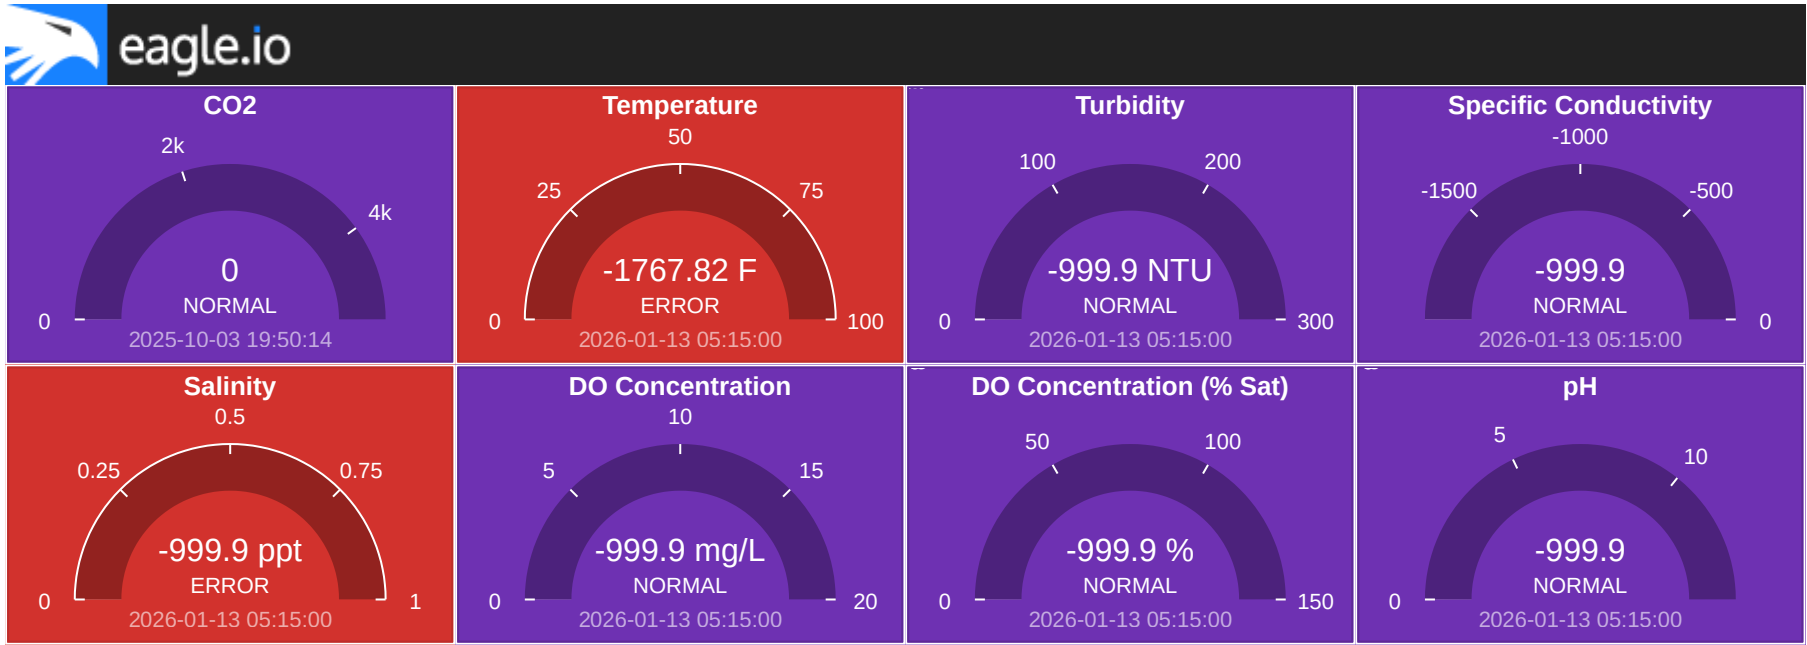 eagle.io
CO2
2k
4k
0
0
NORMAL
2025-10-03 19:50:14
Temperature
50
25
75
-1767.82 F
ERROR
0
100
2026-01-13 05:15:00
Turbidity
100
200
-999.9 NTU
NORMAL
0
300
2026-01-13 05:15:00
Specific Conductivity
-1000
-1500
-500
-999.9
NORMAL
0
2026-01-13 05:15:00
Salinity
0.5
0.25
0.75
-999.9 ppt
ERROR
0
1
2026-01-13 05:15:00
DO Concentration
10
5
15
-999.9 mg/L
NORMAL
0
20
2026-01-13 05:15:00
DO Concentration (% Sat)
50
100
-999.9 %
NORMAL
0
150
2026-01-13 05:15:00
pH
5
10
-999.9
NORMAL
0
2026-01-13 05:15:00